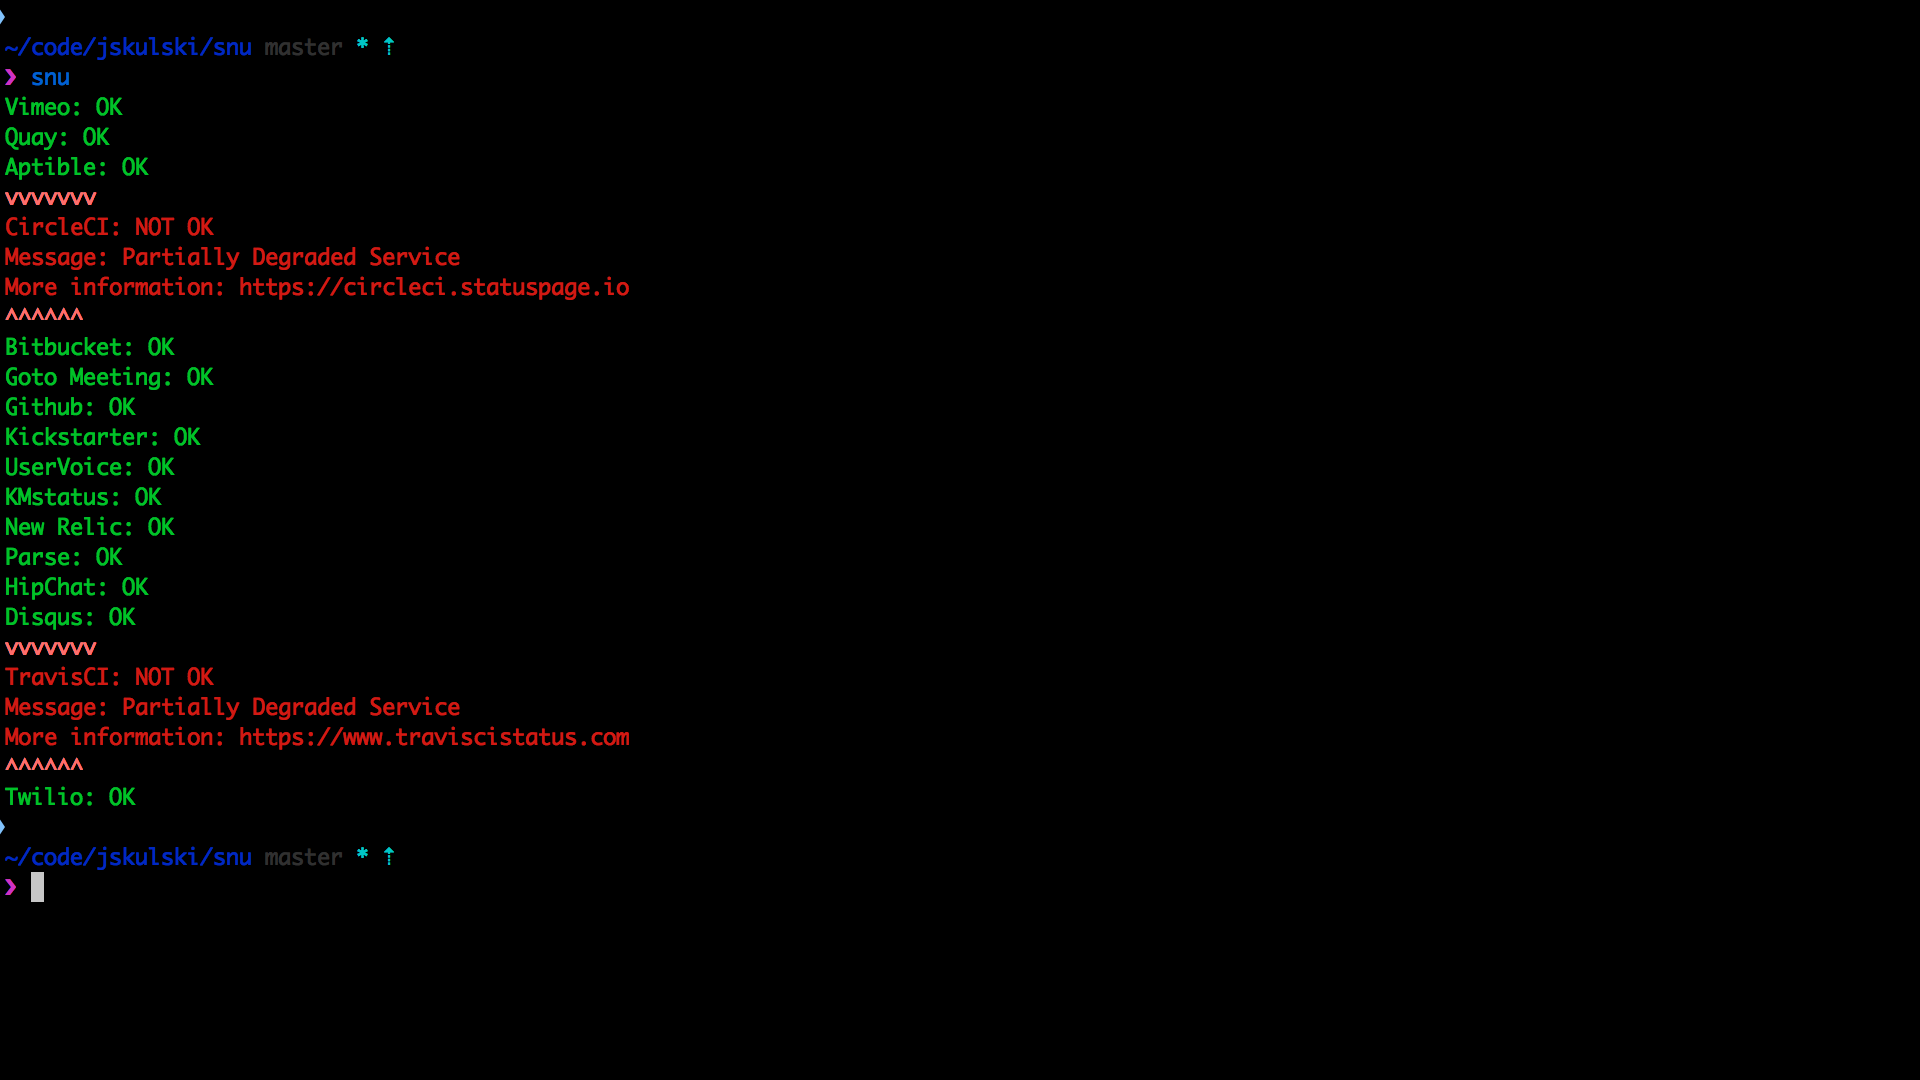 ~/code/jskulski/snu master * ⇡
❯ snu
Vimeo: OK
Quay: OK
Aptible: OK
vvvvvvv
CircleCI: NOT OK
Message: Partially Degraded Service
More information: https://circleci.statuspage.io
^^^^^^
Bitbucket: OK
Goto Meeting: OK
Github: OK
Kickstarter: OK
UserVoice: OK
KMstatus: OK
New Relic: OK
Parse: OK
HipChat: OK
Disqus: OK
vvvvvvv
TravisCI: NOT OK
Message: Partially Degraded Service
More information: https://www.traviscistatus.com
^^^^^^
Twilio: OK
~/code/jskulski/snu master * ⇡
❯